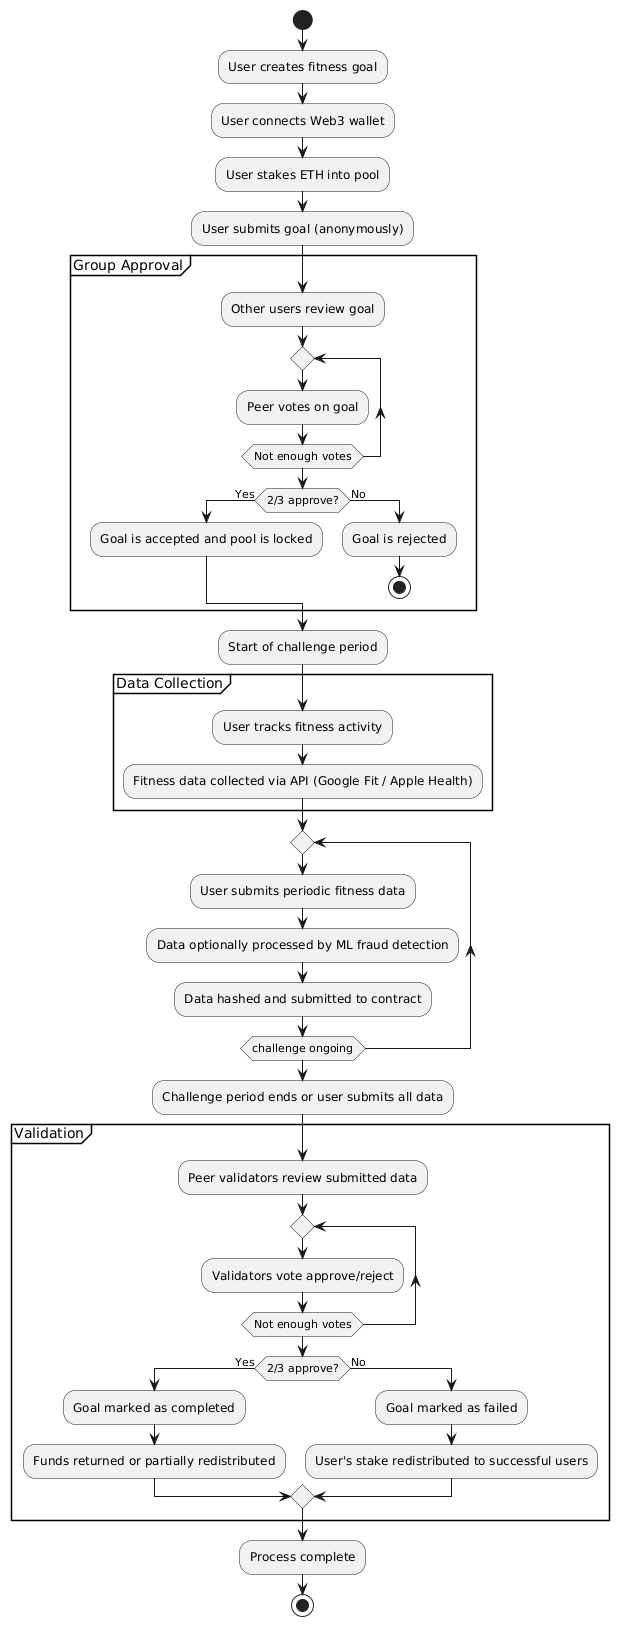 User creates fitness goal
User connects Web3 wallet
User stakes ETH into pool
User submits goal (anonymously)
Group Approval
Other users review goal
Peer votes on goal
Not enough votes
Yes
2/3 approve?
No
Goal is accepted and pool is locked
Goal is rejected
Start of challenge period
Data Collection
User tracks fitness activity
Fitness data collected via API (Google Fit / Apple Health)
User submits periodic fitness data
Data optionally processed by ML fraud detection
Data hashed and submitted to contract
challenge ongoing
Challenge period ends or user submits all data
Validation
Peer validators review submitted data
Validators vote approve/reject
Not enough votes
Yes
2/3 approve?
No
Goal marked as completed
Goal marked as failed
Funds returned or partially redistributed
User's stake redistributed to successful users
Process complete